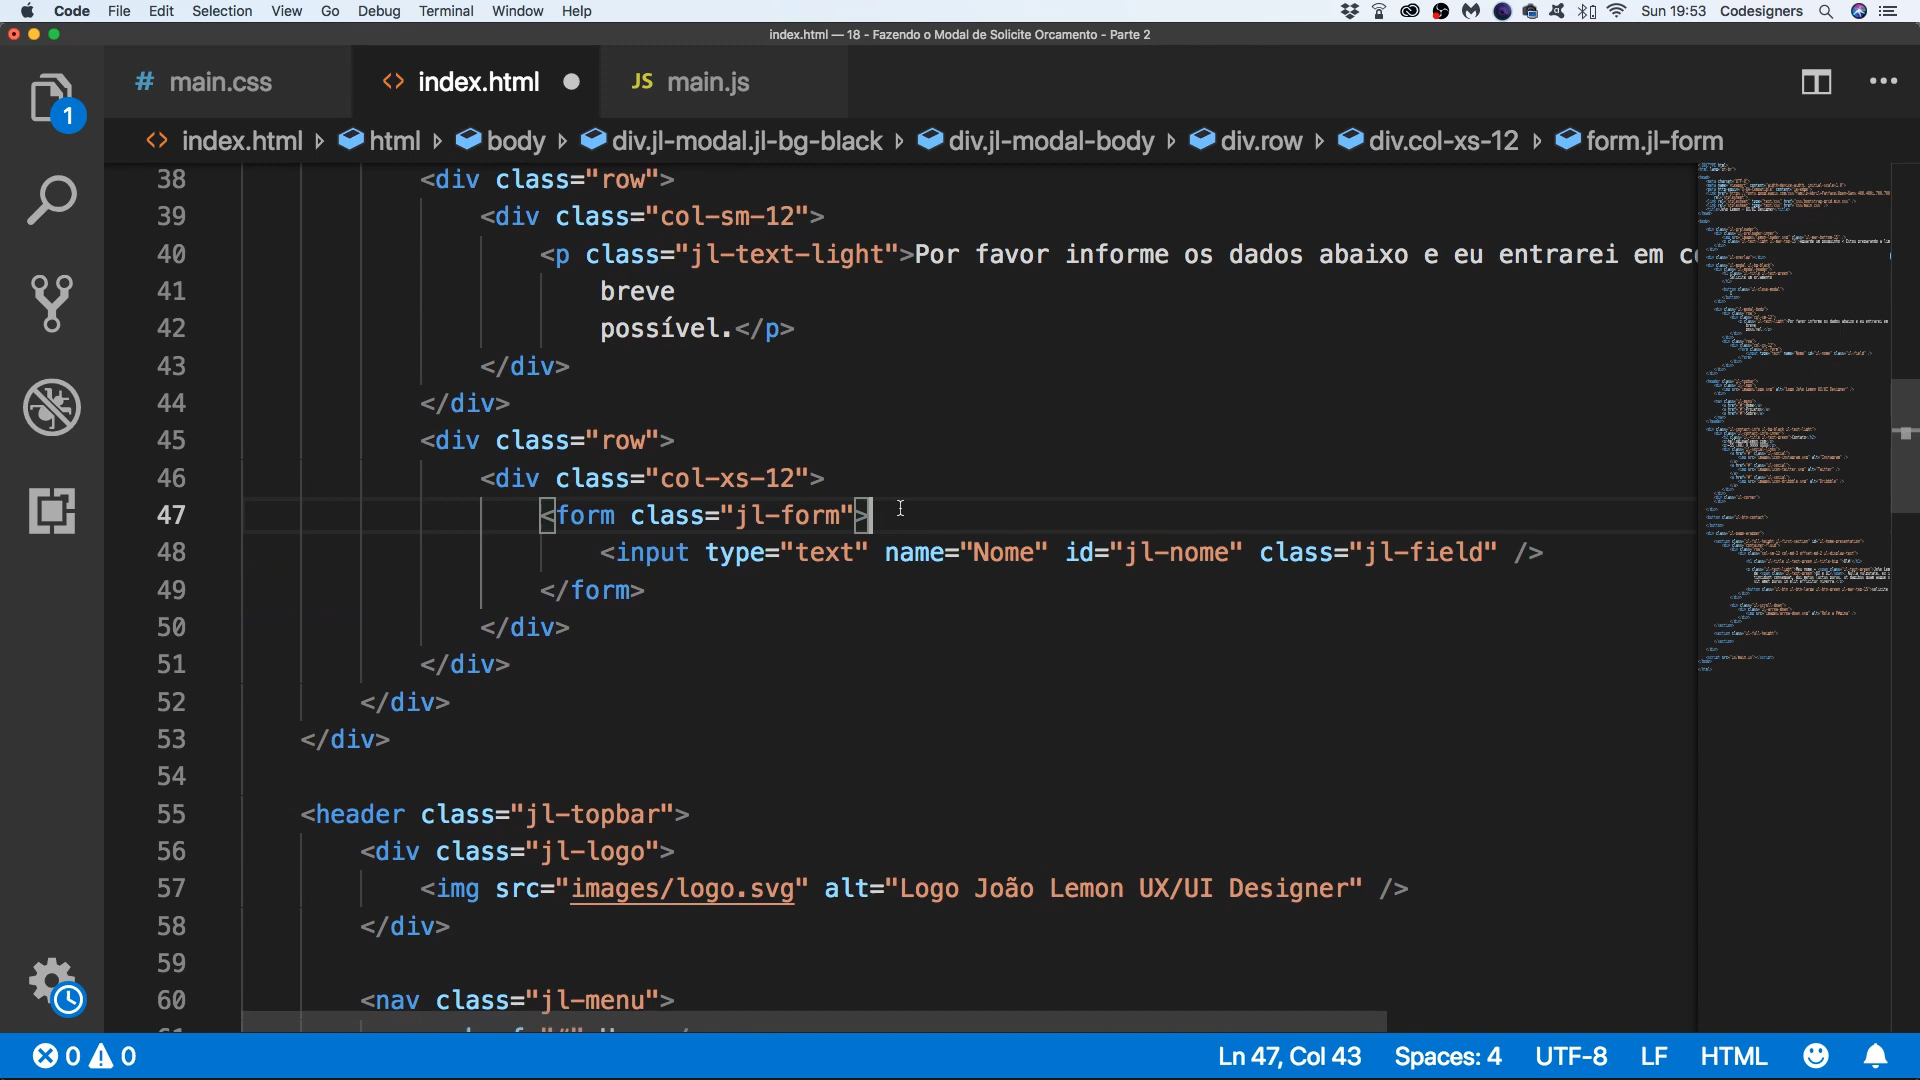 Code File Edit Selection View Go Debug Terminal Window Help Sun 19:53 Codesigners
index.html — 18 - Fazendo o Modal de Solicite Orcamento - Parte 2
# main.css <> index.html JS main.js
1
<> index.html html body div.jl-modal.jl-bg-black div.jl-modal-body div.row div.col-xs-12 form.jl-form
38 <div class="row">
39 <div class="col-sm-12">
40 <p class="jl-text-light">Por favor informe os dados abaixo e eu entrarei em
41 breve
42 possível.</p>
43 </div>
44 </div>
45 <div class="row">
46 <div class="col-xs-12">
47 <form class="jl-form">
48 <input type="text" name="Nome" id="jl-nome" class="jl-field" />
49 </form>
50 </div>
51 </div>
52 </div>
53 </div>
54
55 <header class="jl-topbar">
56 <div class="jl-logo">
57 <img src="images/logo.svg" alt="Logo João Lemon UX/UI Designer" />
58 </div>
59
60 <nav class="jl-menu">
0 0 Ln 47, Col 43 Spaces: 4 UTF-8 LF HTML